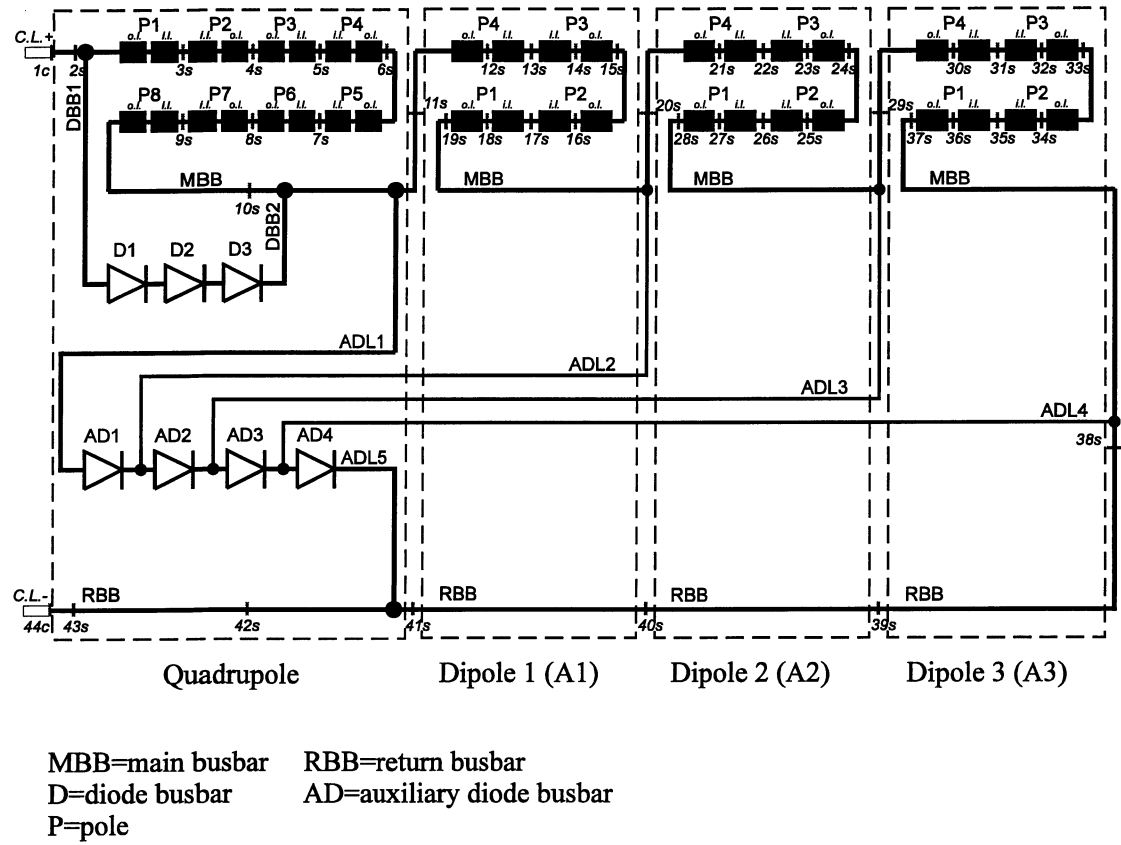 P1 P2 P3 P4 P4 P3 P4 P3 P4 P3
C.L.+ o.l. i.l. i.l. o.l. o.l. i.l. i.l. o.l. o.l. i.l. i.l. o.l. o.l. i.l. i.l. o.l. o.l. i.l. i.l. o.l.
1c 2s 3s 4s 5s 6s 12s 13s 14s 15s 21s 22s 23s 24s 30s 31s 32s 33s
DBB1
P8 P7 P6 P5 11s P1 P2 20s P1 P2 29s P1 P2
o.l. i.l. i.l. o.l. o.l. i.l. i.l. o.l. o.l. i.l. o.l. o.l. i.l. o.l. o.l. i.l. o.l.
9s 8s 7s 19s 18s 17s 16s 28s 27s 26s 25s 37s 36s 35s 34s
MBB MBB MBB MBB
10s
DBB2
D1 D2 D3
ADL1
ADL2
ADL3
ADL4
AD1 AD2 AD3 AD4 38s
ADL5
C.L.- RBB RBB RBB RBB
44c 43s 42s 41s 40s 39s
Quadrupole Dipole 1 (A1) Dipole 2 (A2) Dipole 3 (A3)
MBB=main busbar RBB=return busbar
D=diode busbar AD=auxiliary diode busbar
P=pole